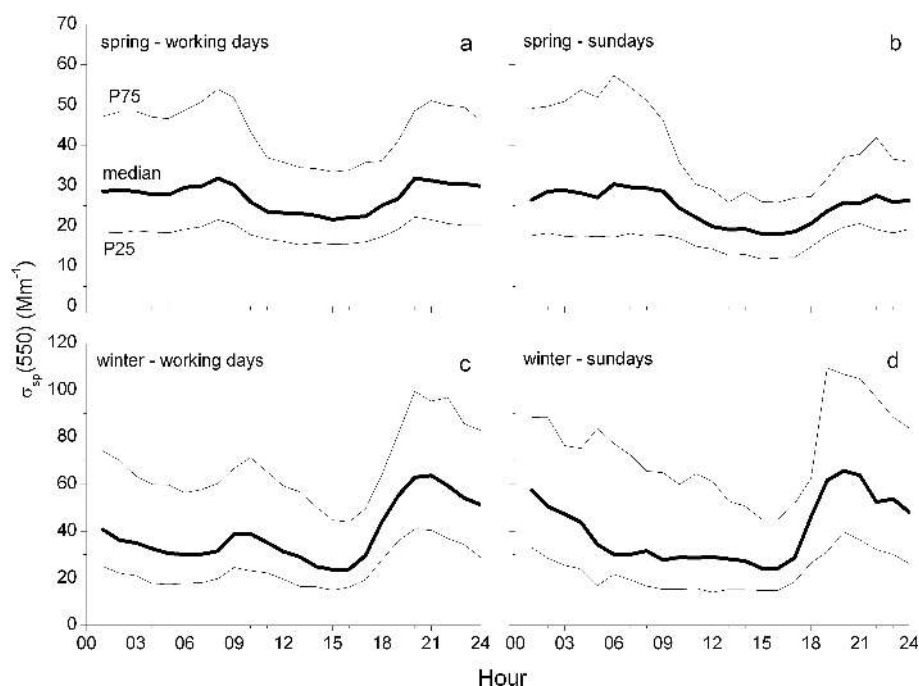 70
60
50
40
30
20
10
0
spring - working days
a
P75
median
P25
spring - sundays
b
σsp(550) (Mm⁻¹)
120
100
80
60
40
20
0
winter - working days
c
winter - sundays
d
00 03 06 09 12 15 18 21 24
03 06 09 12 15 18 21 24
Hour